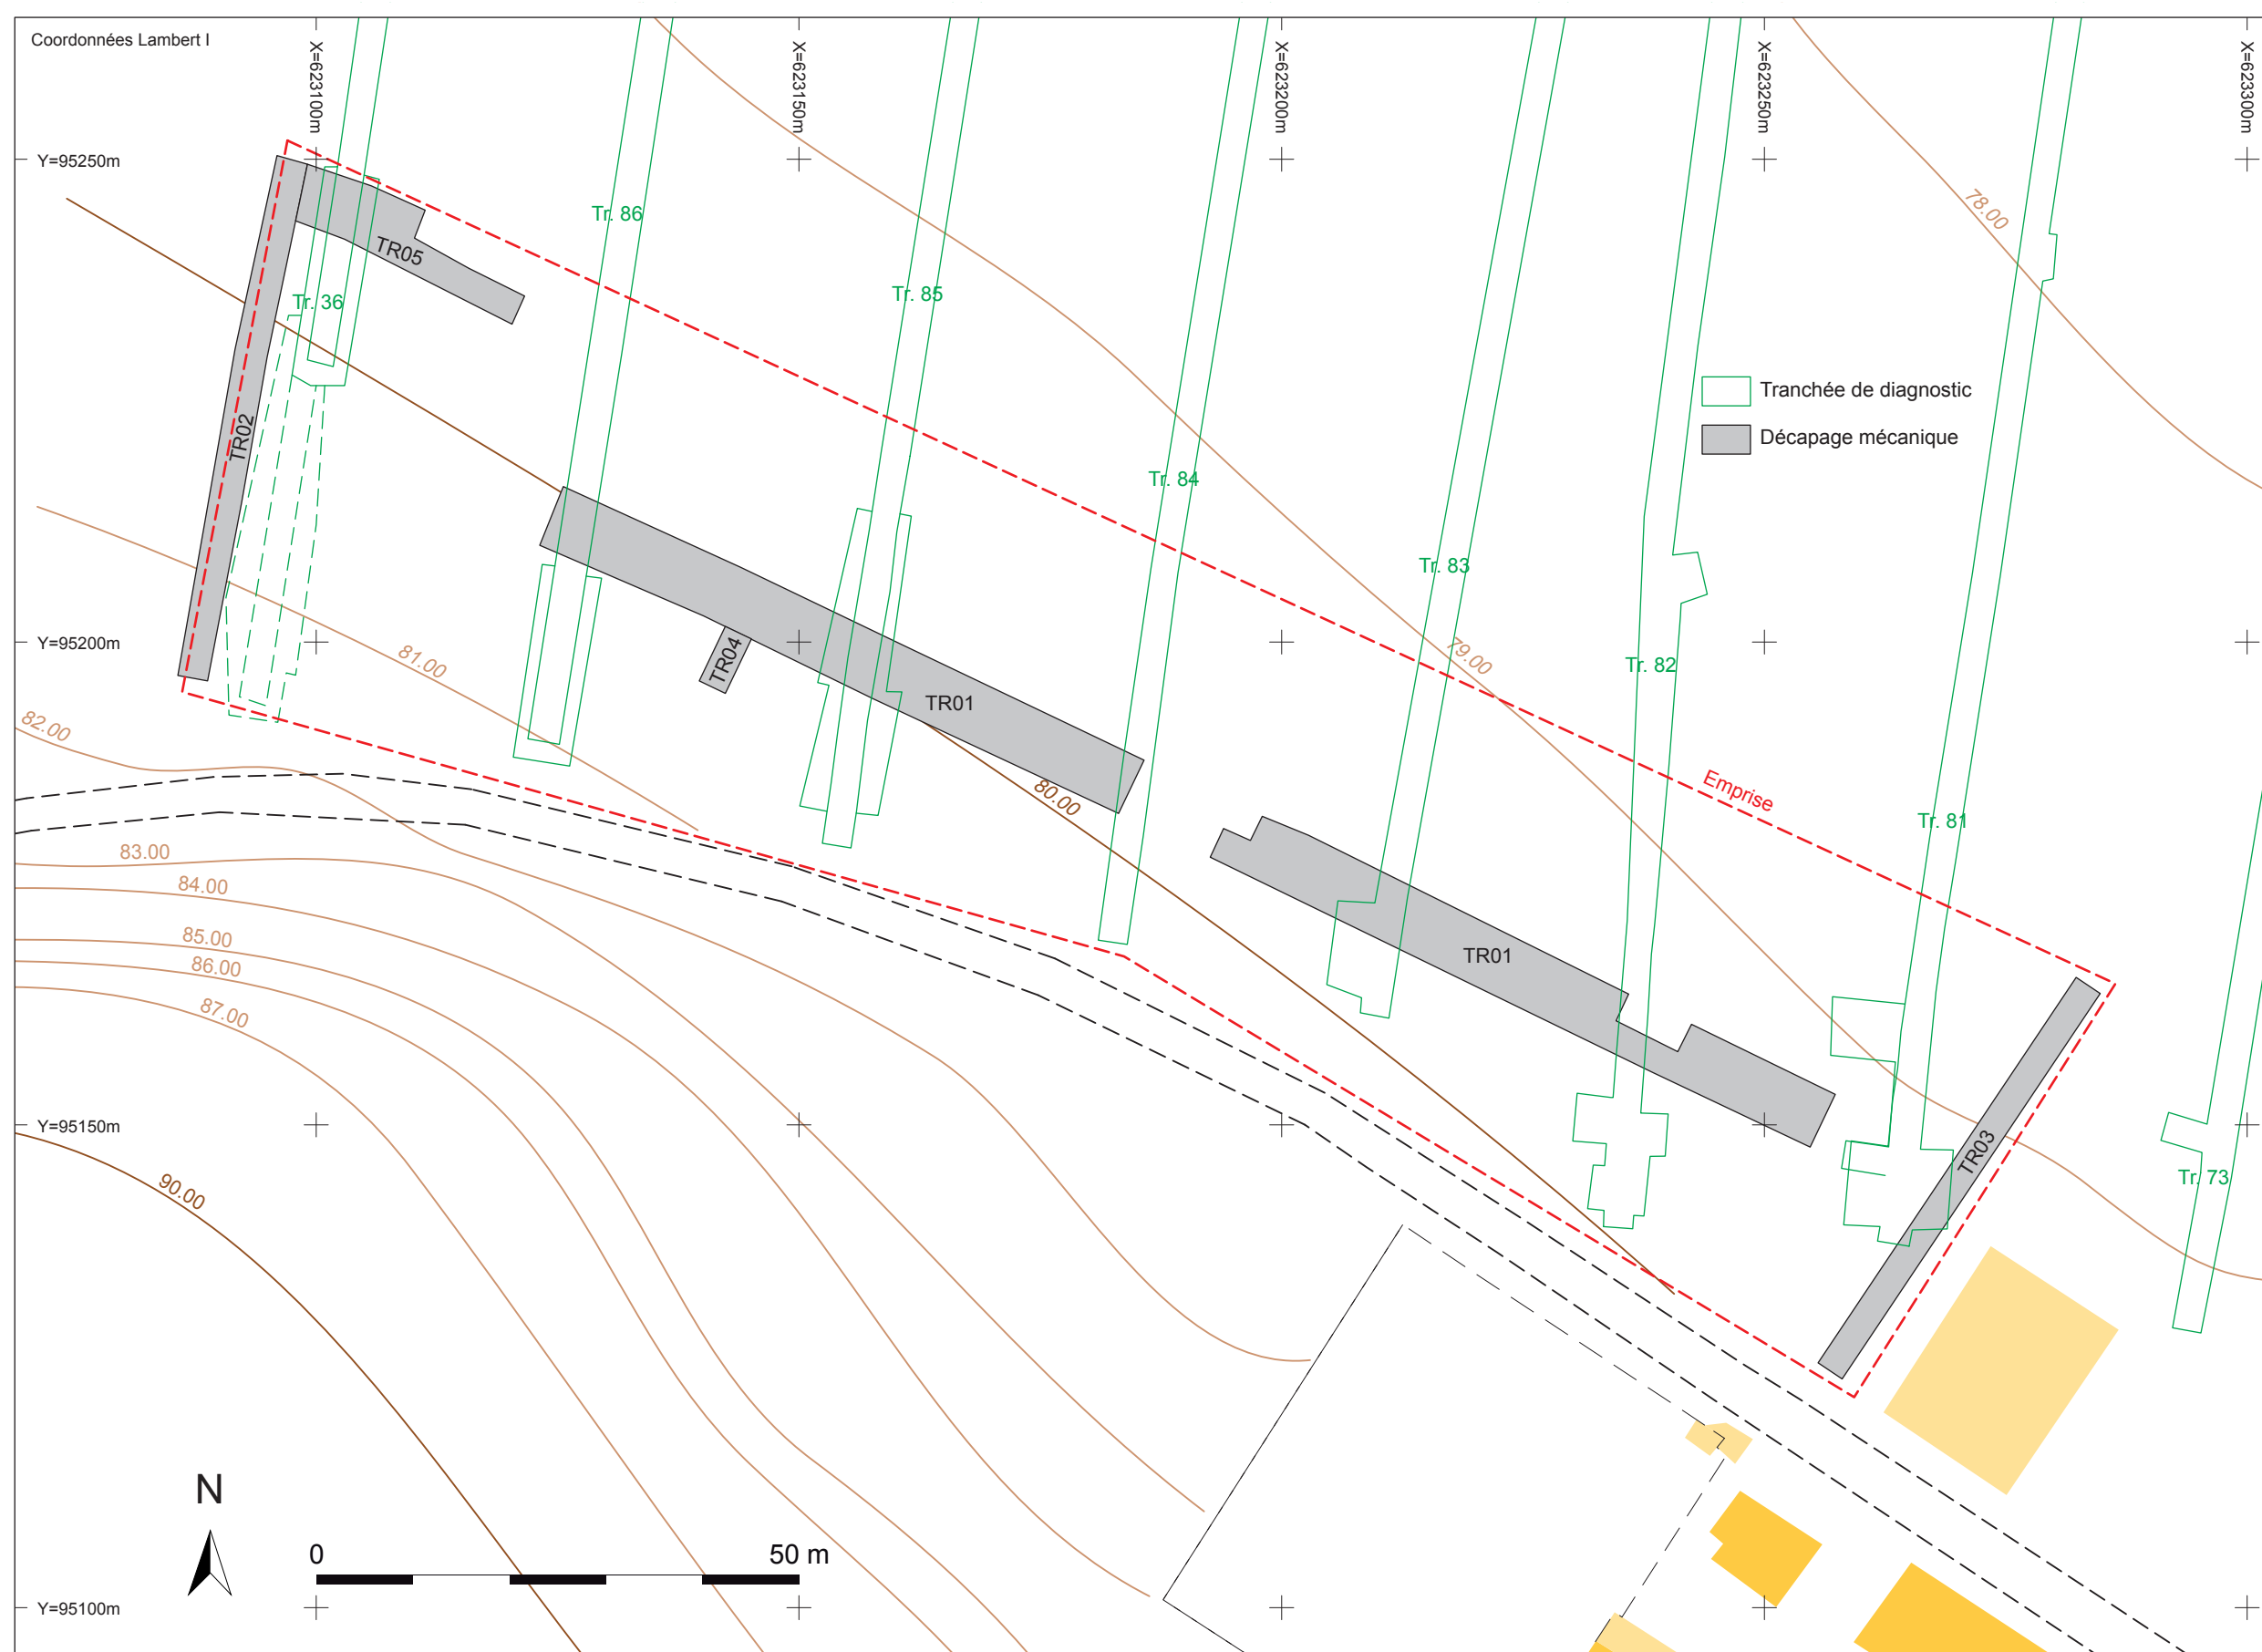 Coordonnées Lambert I
X=623100m
X=623150m
X=623200m
X=623250m
X=623300m
Y=95250m
Tr. 86
78.00
TR05
Tr. 36
Tr. 85
Tranchée de diagnostic
TR02
Décapage mécanique
Tr. 84
Tr. 83
Y=95200m
81.00
TR04
79.00
Tr. 82
TR01
82.00
80.00
Emprise
Tr. 81
83.00
84.00
85.00
TR01
86.00
87.00
Y=95150m
TR03
90.00
Tr. 73
N
0 50 m
Y=95100m